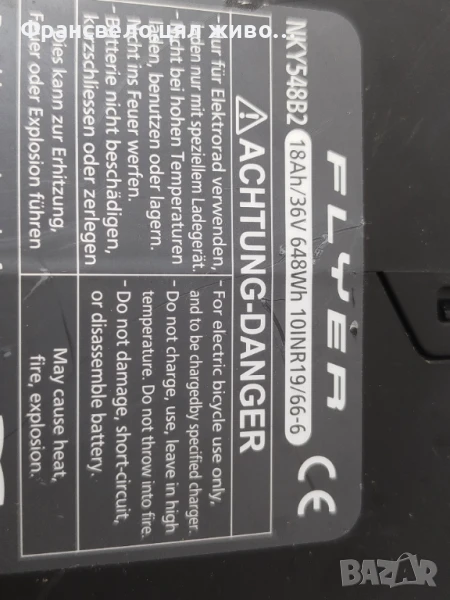 Франсвело цял живо...
FLYER
NKY548B2 18Ah/36V 648Wh 10INR19/66-6
CE
ACHTUNG-DANGER
- Nur für Elektrorad verwenden,
laden nur mit speziellem Ladegerät.
- Nicht bei hohen Temperaturen
laden, benutzen oder lagern.
Nicht ins Feuer werfen.
- Batterie nicht beschädigen,
kurzschliessen oder zerlegen
Dies kann zur Erhitzung,
Feuer oder Explosion führen
- For electric bicycle use only,
and to be chargedby specified charger.
- Do not charge, use, leave in high
temperature. Do not throw into fire.
- Do not damage, short-circuit,
or disassemble battery.
May cause heat,
fire, explosion.
BAZAR